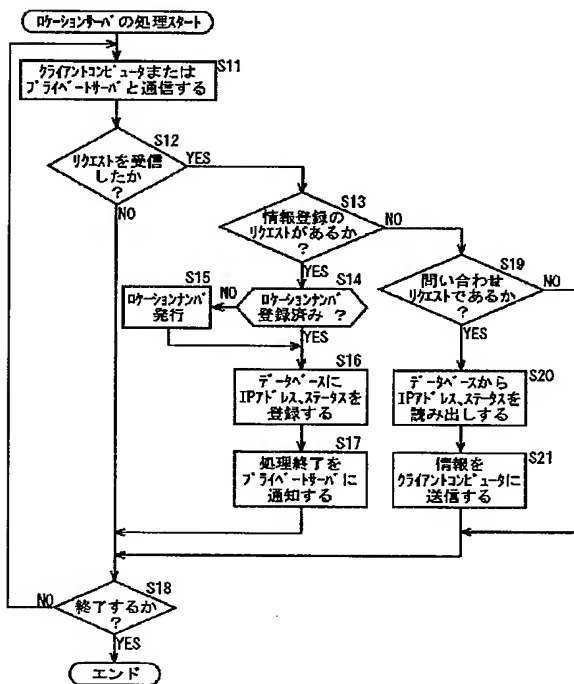 ロケーションサーバの処理スタート
S11
クライアントコンピュータまたは
プライベートサーバと通信する
S12
リクエストを受信
したか
?
YES
NO
S13
情報登録の
リクエストがあるか
?
NO
YES
S15
ロケーションナンバ
発行
NO
S14
ロケーションナンバ
登録済み ?
YES
S19
問い合わせ
リクエストであるか
?
NO
YES
S16
データベースに
IPアドレス、ステータスを
登録する
S20
データベースから
IPアドレス、ステータスを
読み出しする
S17
処理終了を
プライベートサーバに
通知する
S21
情報を
クライアントコンピュータに
送信する
S18
終了するか
?
NO
YES
エンド